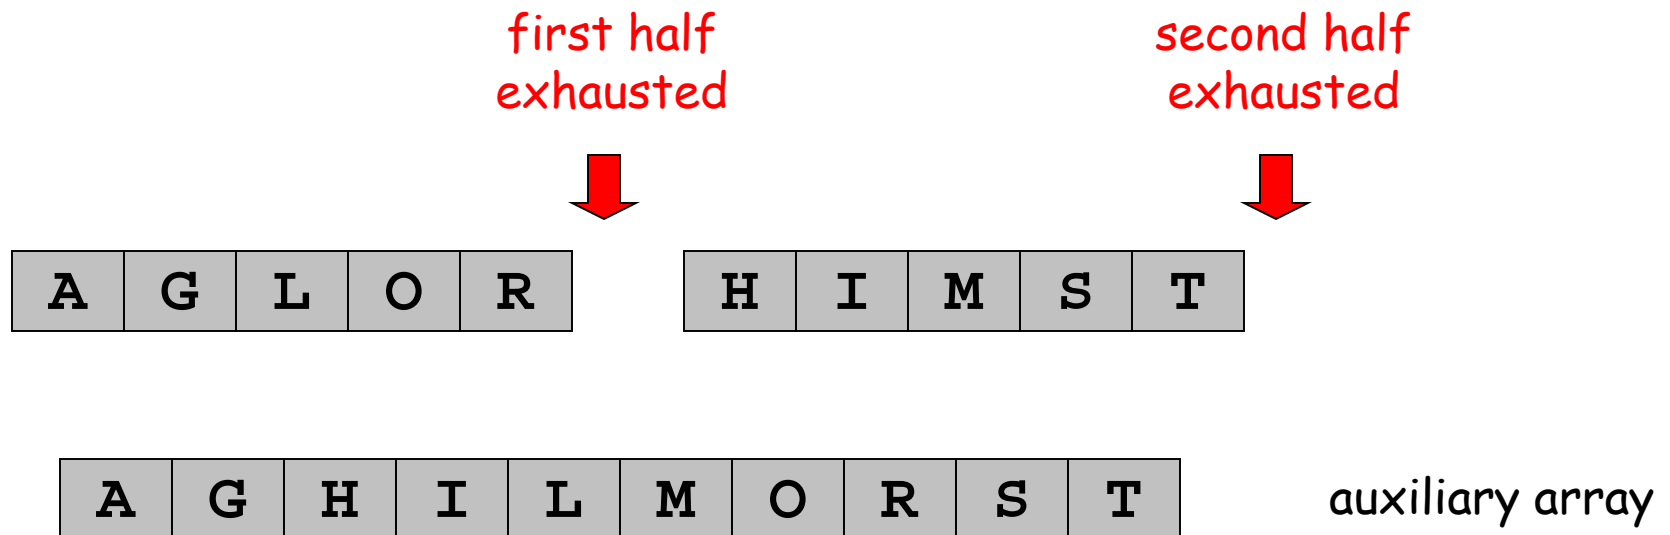 first half
exhausted
second half
exhausted
A G L O R
H I M S T
A G H I L M O R S T
auxiliary array